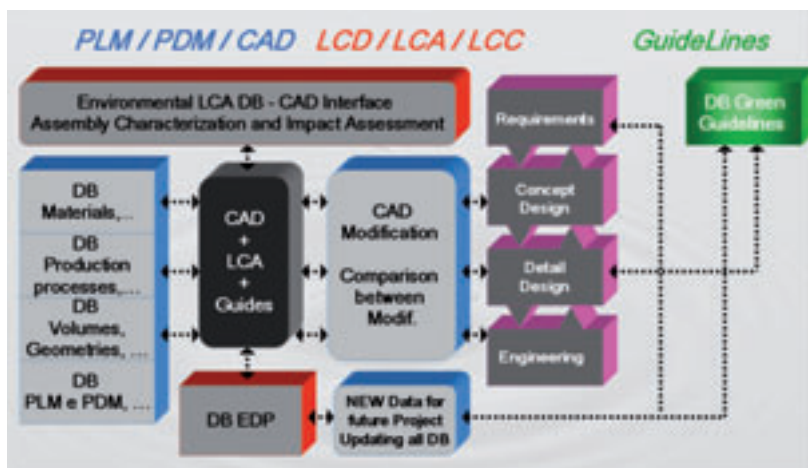 PLM / PDM / CAD
LCD / LCA / LCC
GuideLines
Environmental LCA DB - CAD Interface
Assembly Characterization and Impact Assessment
Requirements
DB Green
Guidelines
DB
Materials,...
DB
Production
processes,...
DB
Volumes,
Geometries, ...
DB
PLM e PDM, ...
CAD
+
LCA
+
Guides
CAD
Modification
Comparison
between
Modif.
Concept
Design
Detail
Design
Engineering
DB EDP
NEW Data for
future Project
Updating all DB